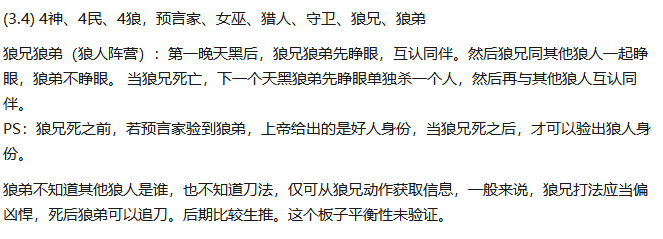 (3.4) 4神、4民、4狼，预言家、女巫、猎人、守卫、狼兄、狼弟
狼兄狼弟（狼人阵营）：第一晚天黑后，狼兄狼弟先睁眼，互认同伴。然后狼兄同其他狼人一起睁
眼，狼弟不睁眼。 当狼兄死亡，下一个天黑狼弟先睁眼单独杀一个人，然后再与其他狼人互认同
伴。
PS：狼兄死之前，若预言家验到狼弟，上帝给出的是好人身份，当狼兄死之后，才可以验出狼人身
份。
狼弟不知道其他狼人是谁，也不知道刀法，仅可从狼兄动作获取信息，一般来说，狼兄打法应当偏
凶悍，死后狼弟可以追刀。后期比较生推。这个板子平衡性未验证。